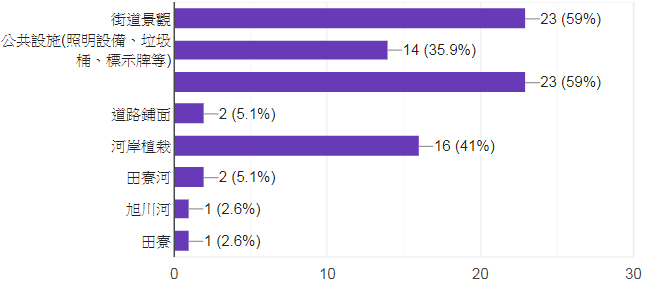 街道景觀
23 (59%)
公共設施(照明設備、垃圾
桶、標示牌等)
14 (35.9%)
23 (59%)
道路鋪面
2 (5.1%)
河岸植栽
16 (41%)
田寮河
2 (5.1%)
旭川河
1 (2.6%)
田寮
1 (2.6%)
0
10
20
30